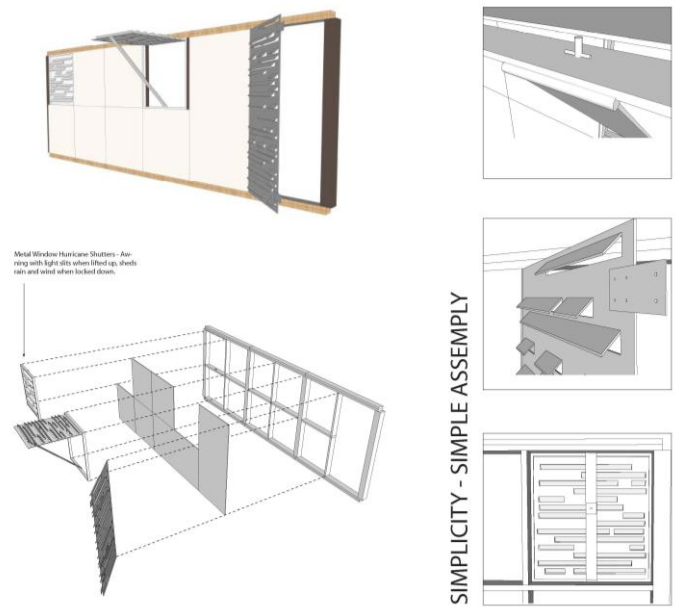 Metal Window Hurricane Shutters - Aw-
ning with light slits when lifted up, sheds
rain and wind when locked down.
SIMPLICITY - SIMPLE ASSEMPLY